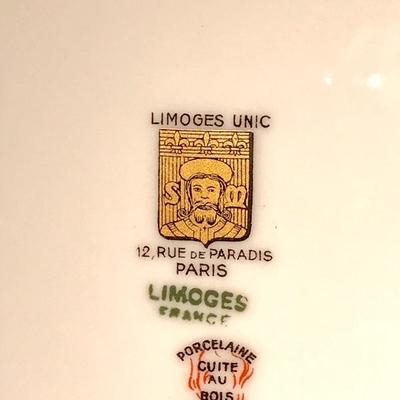 LIMOGES UNIC
S M
12, RUE DE PARADIS
PARIS
LIMOGES
FRANCE
PORCELAINE
CUITE
AU
BOIS